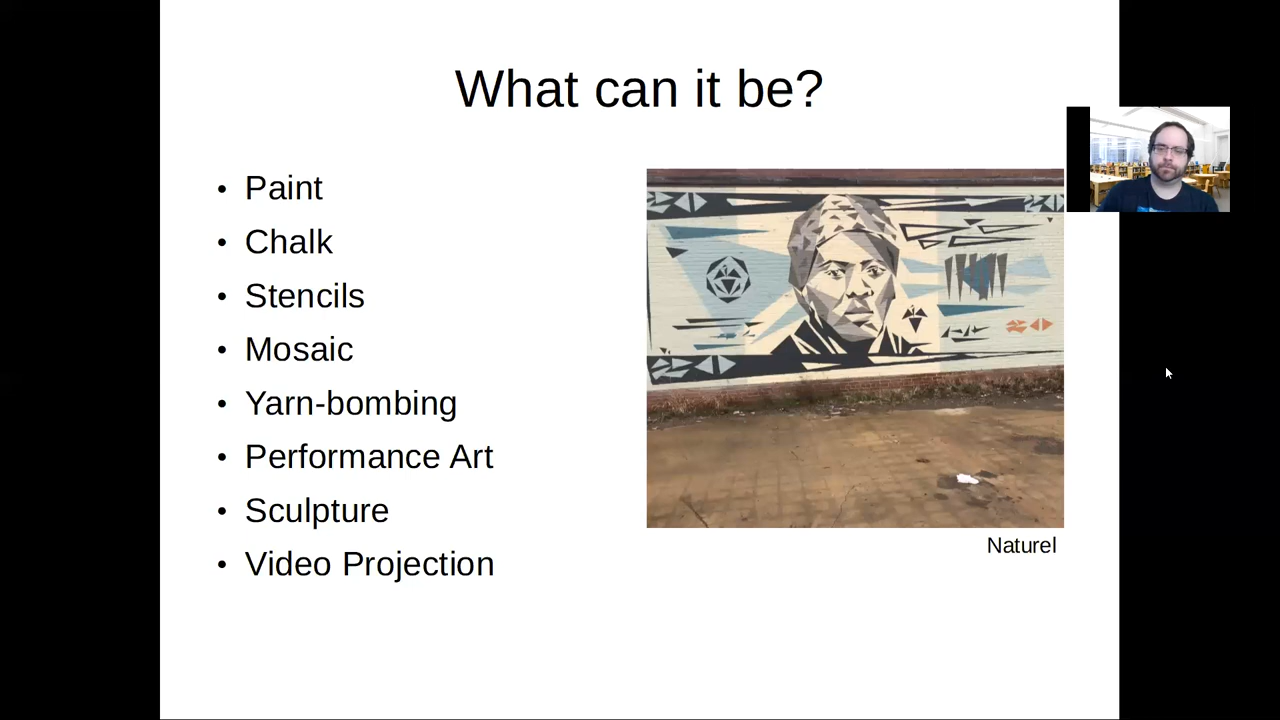 What can it be?
• Paint
• Chalk
• Stencils
• Mosaic
• Yarn-bombing
• Performance Art
• Sculpture
• Video Projection
Naturel